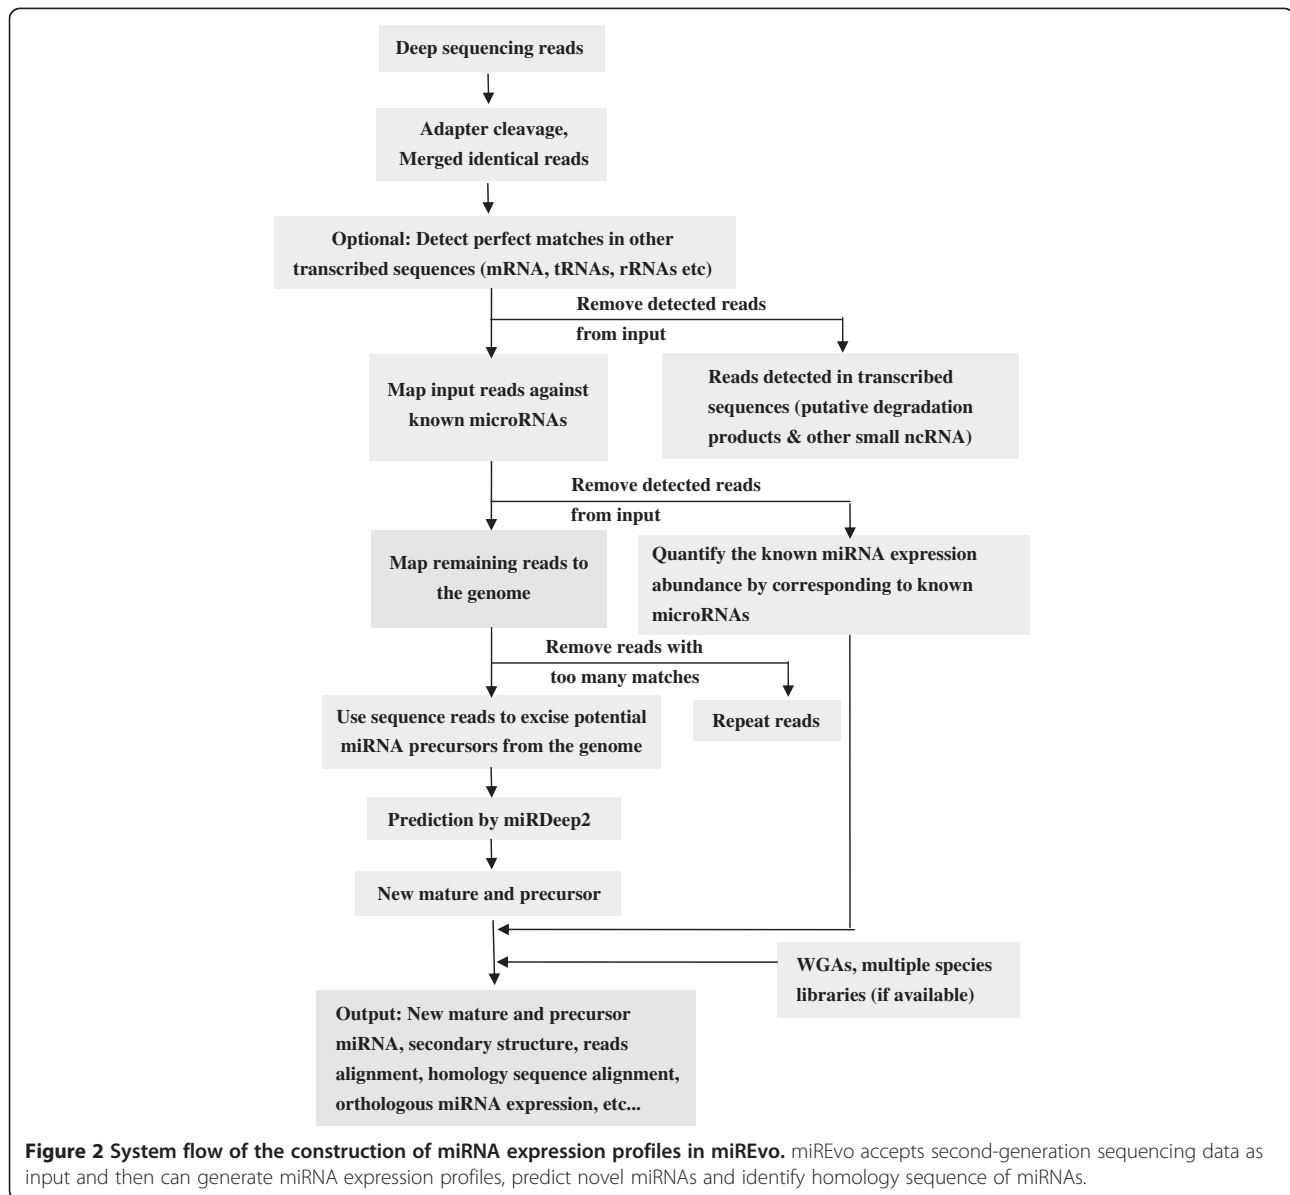 Deep sequencing reads
Adapter cleavage,
Merged identical reads
Optional: Detect perfect matches in other
transcribed sequences (mRNA, tRNAs, rRNAs etc)
Remove detected reads
from input
Map input reads against
known microRNAs
Reads detected in transcribed
sequences (putative degradation
products & other small ncRNA)
Remove detected reads
from input
Map remaining reads to
the genome
Quantify the known miRNA expression
abundance by corresponding to known
microRNAs
Remove reads with
too many matches
Use sequence reads to excise potential
miRNA precursors from the genome
Repeat reads
Prediction by miRDeep2
New mature and precursor
WGAs, multiple species
libraries (if available)
Output: New mature and precursor
miRNA, secondary structure, reads
alignment, homology sequence alignment,
orthologous miRNA expression, etc...
Figure 2 System flow of the construction of miRNA expression profiles in miREvo. miREvo accepts second-generation sequencing data as
input and then can generate miRNA expression profiles, predict novel miRNAs and identify homology sequence of miRNAs.